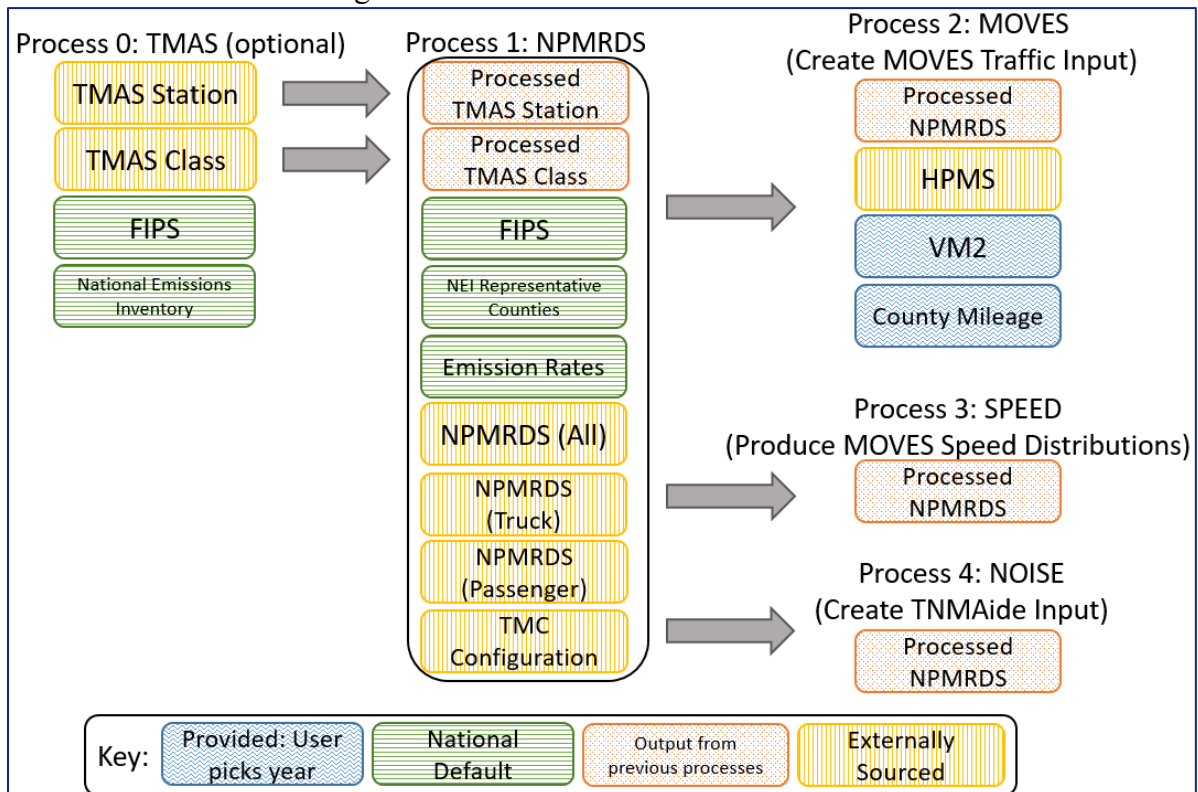 Process 0: TMAS (optional)
TMAS Station
TMAS Class
FIPS
National Emissions
Inventory
Process 1: NPMRDS
Processed
TMAS Station
Processed
TMAS Class
FIPS
NEI Representative
Counties
Emission Rates
NPMRDS (All)
NPMRDS
(Truck)
NPMRDS
(Passenger)
TMC
Configuration
Process 2: MOVES
(Create MOVES Traffic Input)
Processed
NPMRDS
HPMS
VM2
County Mileage
Process 3: SPEED
(Produce MOVES Speed Distributions)
Processed
NPMRDS
Process 4: NOISE
(Create TNMAide Input)
Processed
NPMRDS
Key:
Provided: User
picks year
National
Default
Output from
previous processes
Externally
Sourced